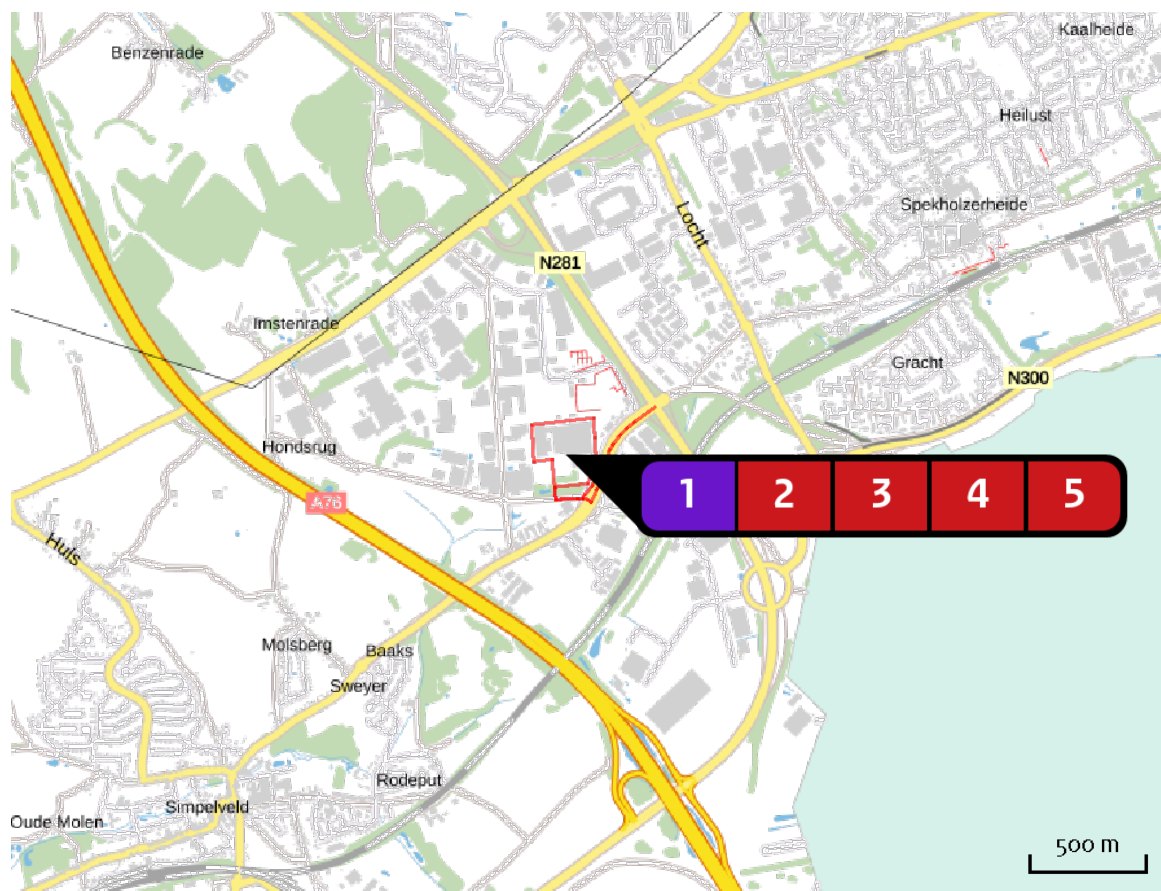 Kaalheide
Benzenrade
Heilust
Spekholzerheide
Locht
N281
Imstenrade
Gracht
N300
Hondsrug
1 2 3 4 5
A76
Huls
Molsberg
Baaks
Sweyer
Rodeput
Simpelveld
Oude Molen
500 m